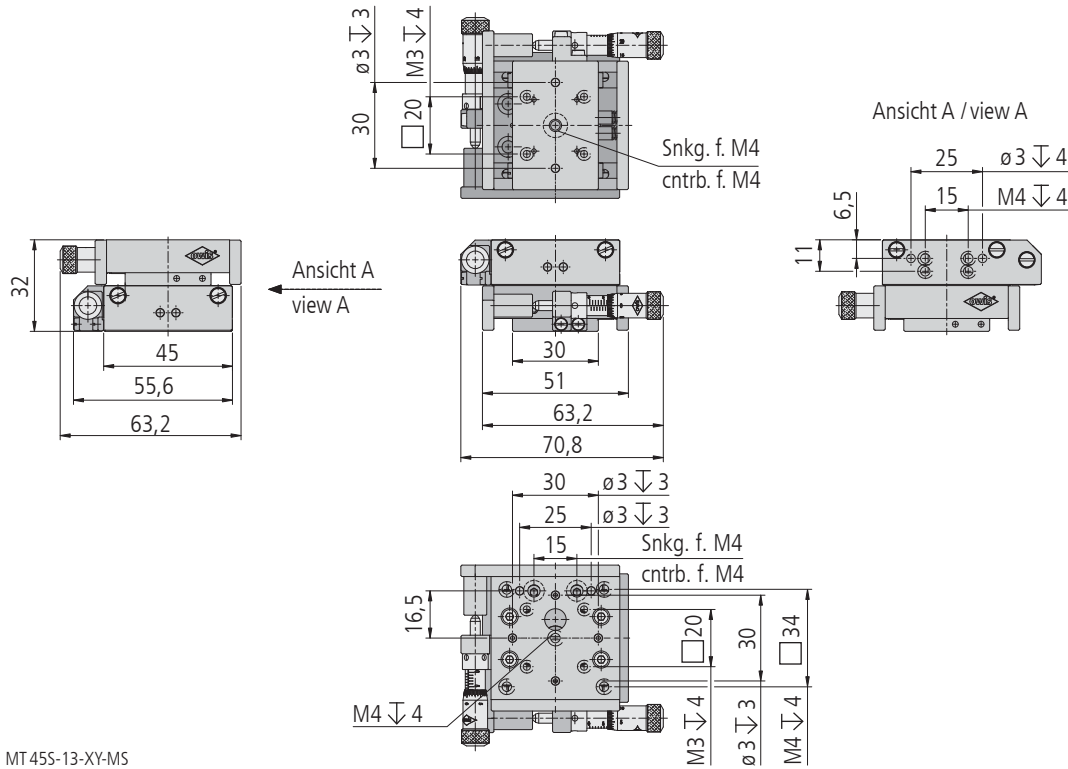 ø3 ↧ 3
M3 ↧ 4
30
□ 20
Snkg. f. M4
cntrb. f. M4
Ansicht A / view A
25
ø3 ↧ 4
15
M4 ↧ 4
6,5
11
owis
32
owis
45
55,6
63,2
Ansicht A
view A
30
51
63,2
70,8
30
ø3 ↧ 3
25
ø3 ↧ 3
15
Snkg. f. M4
cntrb. f. M4
16,5
M4 ↧ 4
□ 20
30
□ 34
M3 ↧ 4
ø3 ↧ 3
M4 ↧ 4
MT45S-13-XY-MS